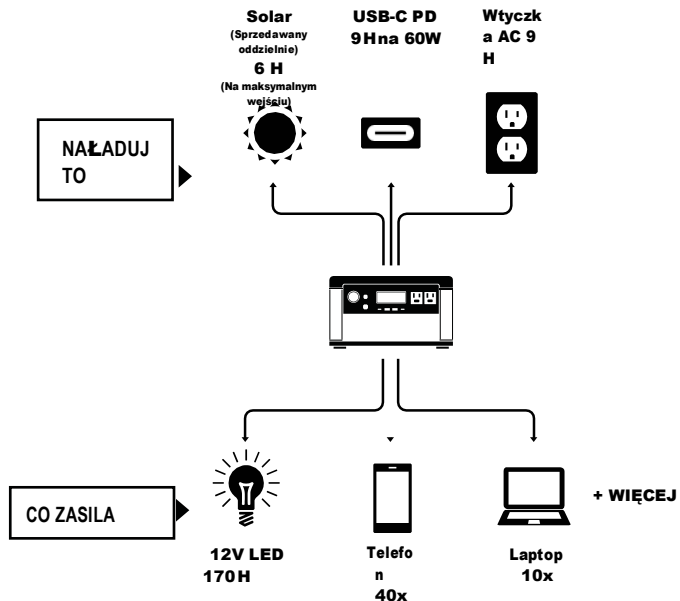 Solar
(Sprzedawany
oddzielnie)
6 H
(Na maksymalnym
wejściu)
USB-C PD
9Hna 60W
Wtyczk
a AC 9
H
NAŁADUJ
TO
CO ZASILA
12V LED
170H
Telefo
n
40x
Laptop
10x
+ WIĘCEJ